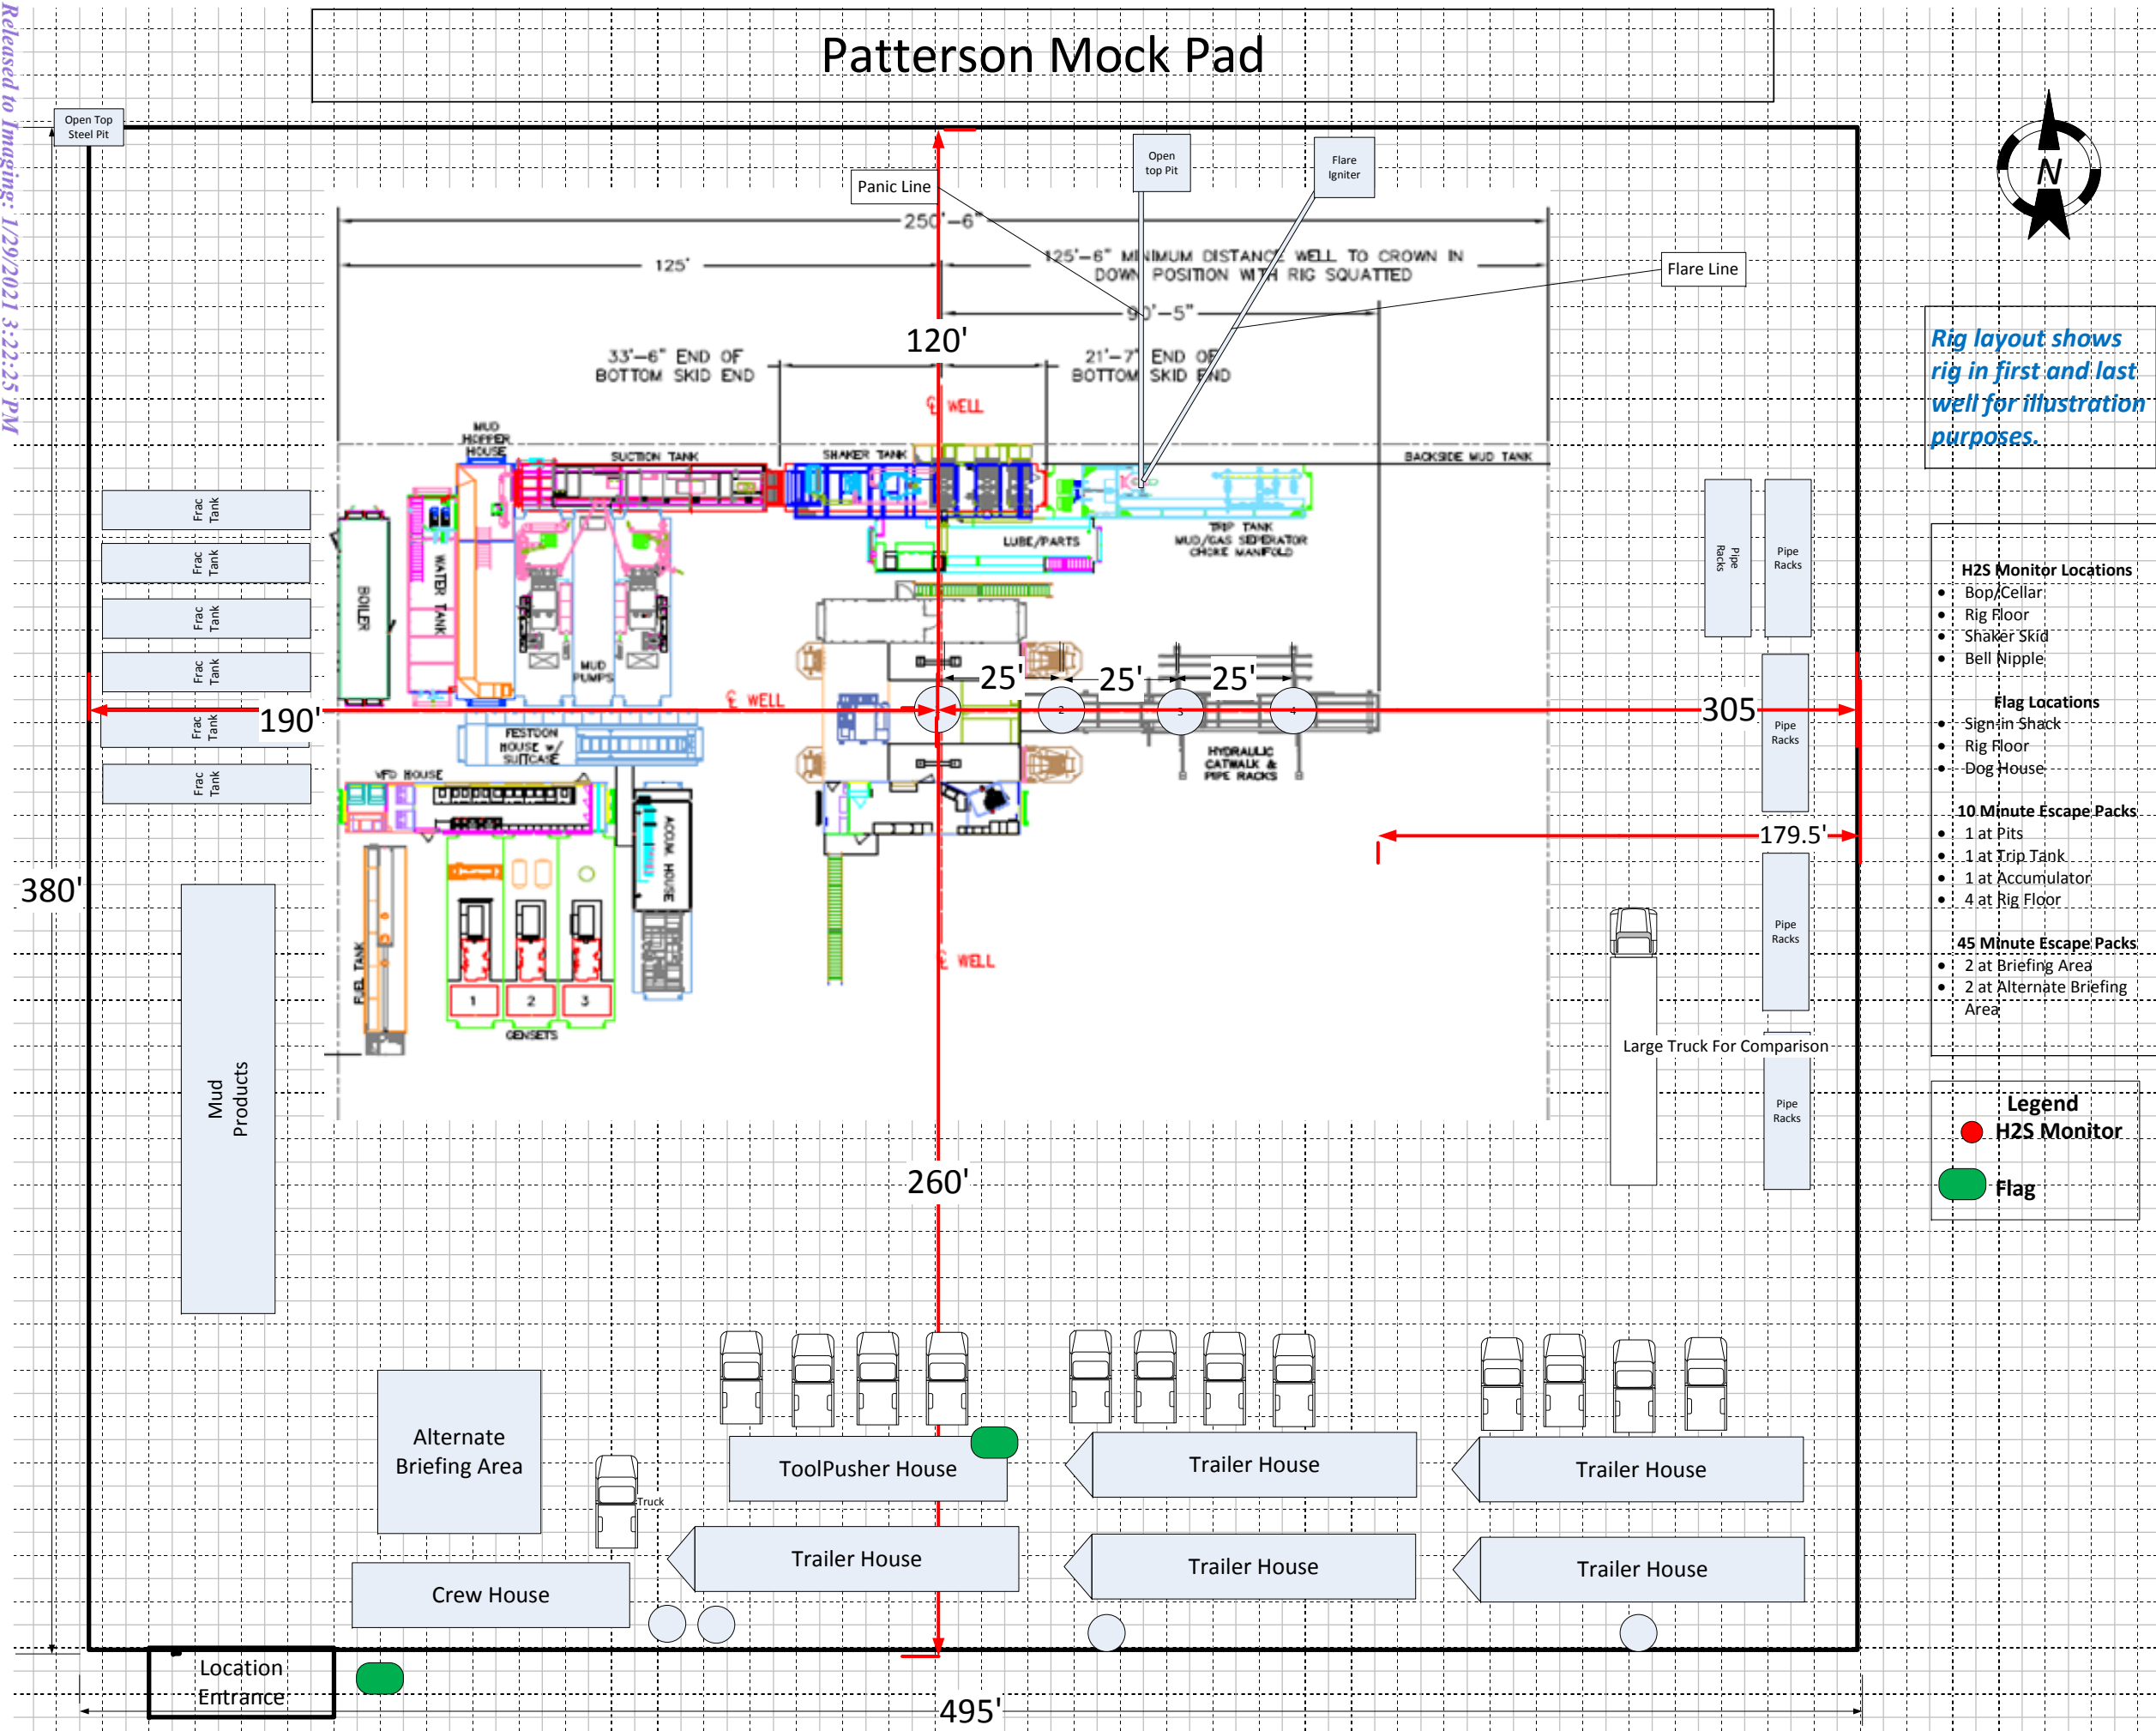 Released to Imaging: 1/29/2021 3:22:25 PM
Patterson Mock Pad
Open Top
Steel Pit
Open
top Pit
Flare
Igniter
Panic Line
250'-6"
125'
125'-6" MINIMUM DISTANCE WELL TO CROWN IN
DOWN POSITION WITH RIG SQUATTED
Flare Line
90'-5"
120'
33'-6" END OF
BOTTOM SKID END
21'-7" END OF
BOTTOM SKID END
℄ WELL
MUD
HOPPER
HOUSE
SUCTION TANK
SHAKER TANK
BACKSIDE MUD TANK
TRIP TANK
MUD/GAS SEPERATOR
CHOKE MANIFOLD
LUBE/PARTS
BOILER
WATER TANK
MUD
PUMPS
Frac
Tank
Frac
Tank
Frac
Tank
Frac
Tank
Frac
Tank
Frac
Tank
190'
℄ WELL
25'
25'
25'
2
3
4
305
FESTOON
HOUSE w/
SUITCASE
HYDRAULIC
CATWALK &
PIPE RACKS
VFD HOUSE
ACCUM. HOUSE
FUEL TANK
1
2
3
GENSETS
℄ WELL
179.5'
380'
Mud
Products
Pipe
Racks
Pipe
Racks
Pipe
Racks
Pipe
Racks
Large Truck For Comparison
Pipe
Racks
260'
Alternate
Briefing Area
Truck
ToolPusher House
Trailer House
Trailer House
Trailer House
Trailer House
Trailer House
Crew House
Location
Entrance
495'
N
Rig layout shows
rig in first and last
well for illustration
purposes.
H2S Monitor Locations
• Bop/Cellar
• Rig Floor
• Shaker Skid
• Bell Nipple
Flag Locations
• Sign-in Shack
• Rig Floor
• Dog House
10 Minute Escape Packs
• 1 at Pits
• 1 at Trip Tank
• 1 at Accumulator
• 4 at Rig Floor
45 Minute Escape Packs
• 2 at Briefing Area
• 2 at Alternate Briefing
Area
Legend
H2S Monitor
Flag